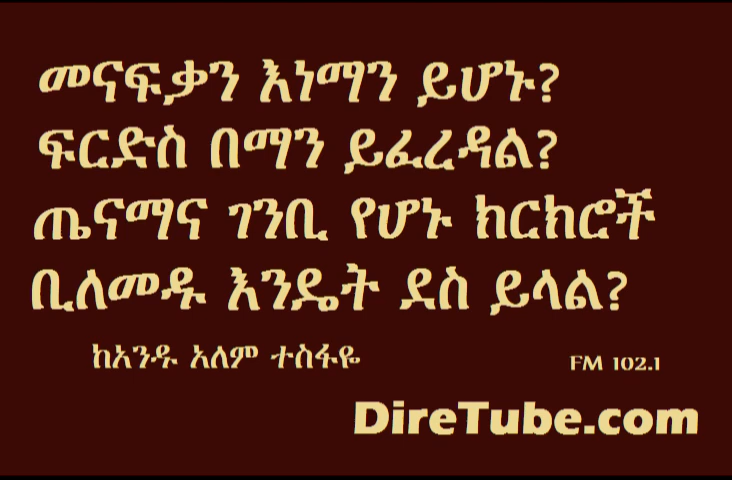 መናፍቃን እነማን ይሆኑ?
ፍርድስ በማን ይፈረዳል?
ጤናማና ገንቢ የሆኑ ክርክሮች
ቢለመዱ እንዴት ደስ ይላል?
ከአንዱ አለም ተስፋዬ
FM 102.1
DireTube.com